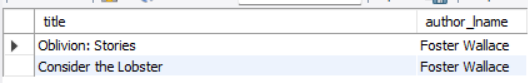 title author_lname
Oblivion: Stories Foster Wallace
Consider the Lobster Foster Wallace